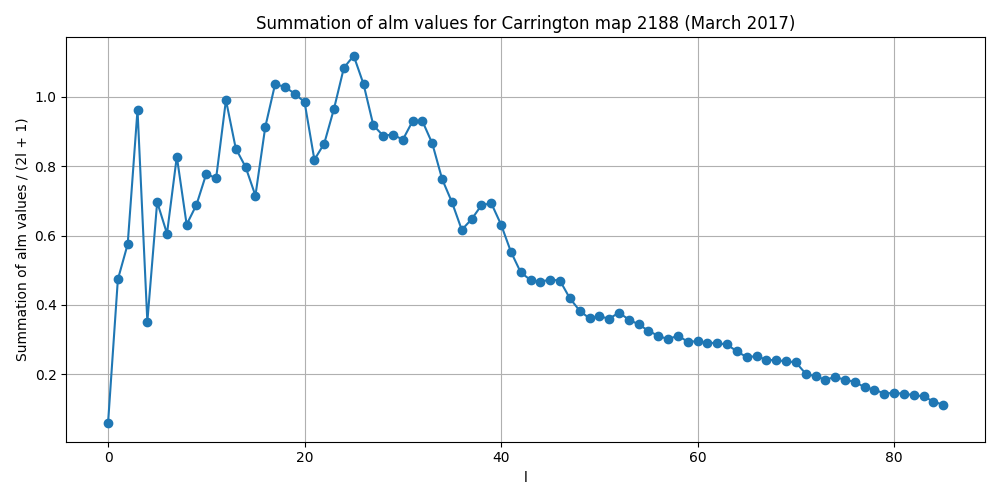 Summation of alm values for Carrington map 2188 (March 2017)
Summation of alm values / (2l + 1)
1.0
0.8
0.6
0.4
0.2
0 20 40 60 80
l